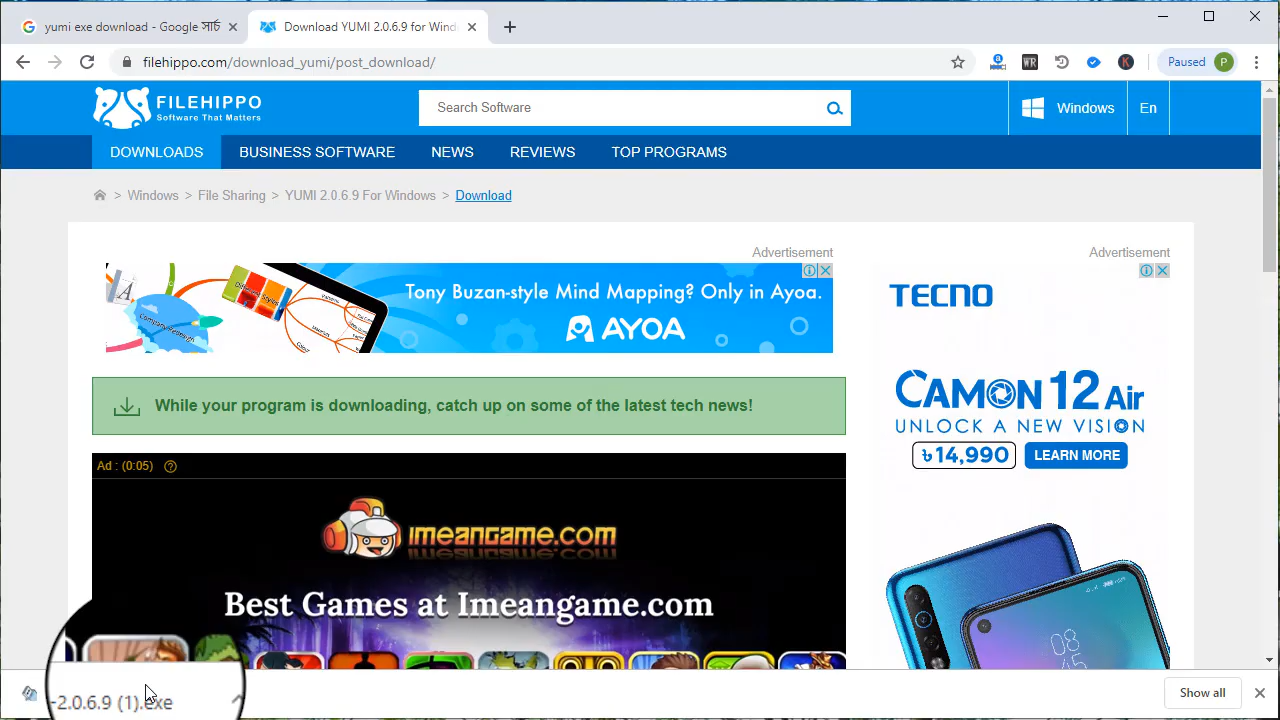 yumi exe download - Google সার্চ
Download YUMI 2.0.6.9 for Wind
filehippo.com/download_yumi/post_download/
WR
K
Paused
P
FILEHIPPO
Software That Matters
Search Software
Windows
En
DOWNLOADS
BUSINESS SOFTWARE
NEWS
REVIEWS
TOP PROGRAMS
> Windows > File Sharing > YUMI 2.0.6.9 For Windows > Download
Advertisement
Advertisement
Tony Buzan-style Mind Mapping? Only in Ayoa.
AYOA
Different Styles
TECNO
CAMON 12 Air
UNLOCK A NEW VISION
৳14,990
LEARN MORE
While your program is downloading, catch up on some of the latest tech news!
Ad : (0:05)
imeangame.com
Best Games at Imeangame.com
08
45
-2.0.6.9 (1).exe
Show all